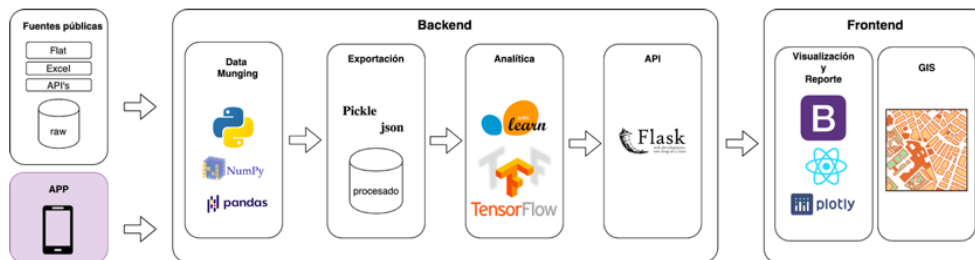 Fuentes públicas
Flat
Excel
API's
raw
APP
Backend
Data
Munging
NumPy
pandas
Exportación
Pickle
json
procesado
Analítica
learn
TensorFlow
API
Flask
Frontend
Visualización
y
Reporte
B
plotly
GIS